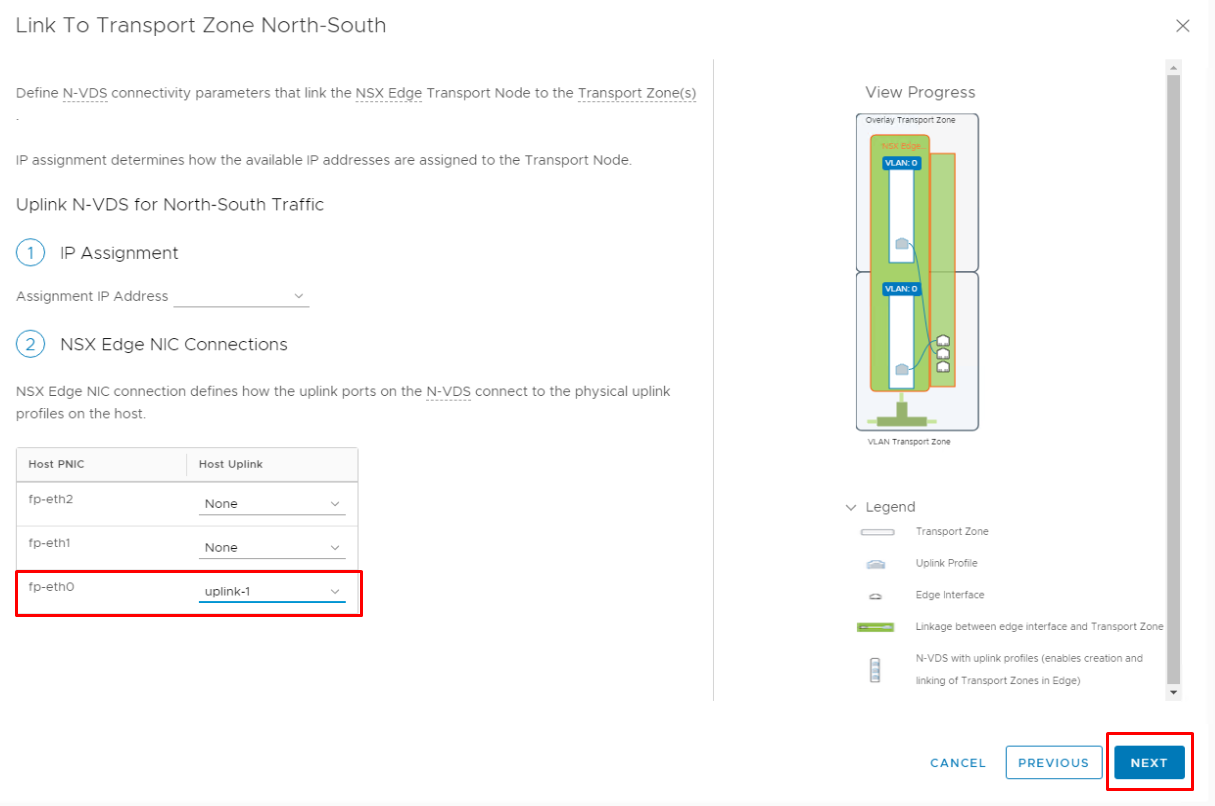 Link To Transport Zone North-South
Define N-VDS connectivity parameters that link the NSX Edge Transport Node to the Transport Zone(s)
.
IP assignment determines how the available IP addresses are assigned to the Transport Node.
Uplink N-VDS for North-South Traffic
1 IP Assignment
Assignment IP Address
2 NSX Edge NIC Connections
NSX Edge NIC connection defines how the uplink ports on the N-VDS connect to the physical uplink
profiles on the host.
Host PNIC Host Uplink
fp-eth2 None
fp-eth1 None
fp-eth0 uplink-1
View Progress
Overlay Transport Zone
NSX Edge...
VLAN: 0
VLAN: 0
VLAN Transport Zone
Legend
Transport Zone
Uplink Profile
Edge Interface
Linkage between edge interface and Transport Zone
N-VDS with uplink profiles (enables creation and
linking of Transport Zones in Edge)
CANCEL PREVIOUS NEXT